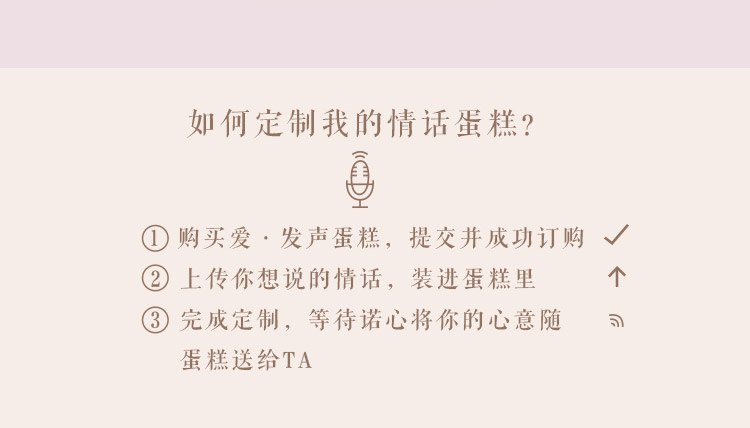 如何定制我的情话蛋糕?
① 购买爱·发声蛋糕，提交并成功订购
② 上传你想说的情话，装进蛋糕里
③ 完成定制，等待诺心将你的心意随
蛋糕送给TA